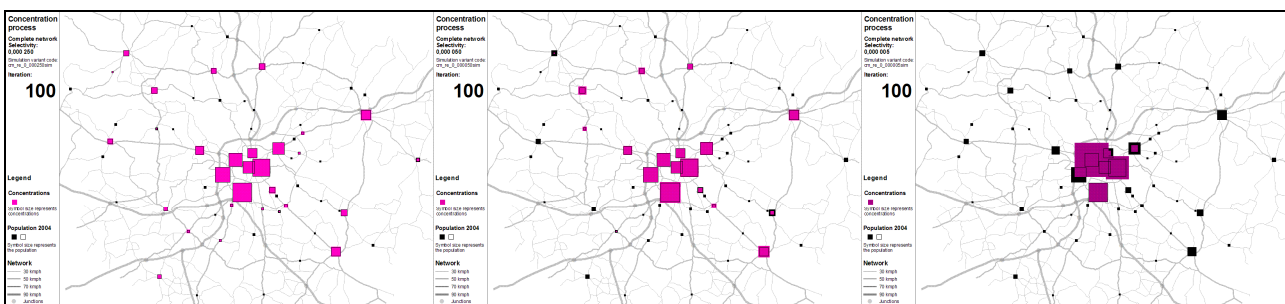 Concentration
process
Complete network
Selectivity:
0,000 250
Simulation variant code:
Iteration:
100
Legend
Concentrations
Symbol size represents
concentrations
Population 2004
Symbol size represents
the population
Network
30 kmph
50 kmph
70 kmph
90 kmph
Junctions
Concentration
process
Complete network
Selectivity:
0,000 050
Simulation variant code:
Iteration:
100
Legend
Concentrations
Symbol size represents
concentrations
Population 2004
Symbol size represents
the population
Network
30 kmph
50 kmph
70 kmph
90 kmph
Junctions
Concentration
process
Complete network
Selectivity:
0,000 005
Simulation variant code:
Iteration:
100
Legend
Concentrations
Symbol size represents
concentrations
Population 2004
Symbol size represents
the population
Network
30 kmph
50 kmph
70 kmph
90 kmph
Junctions